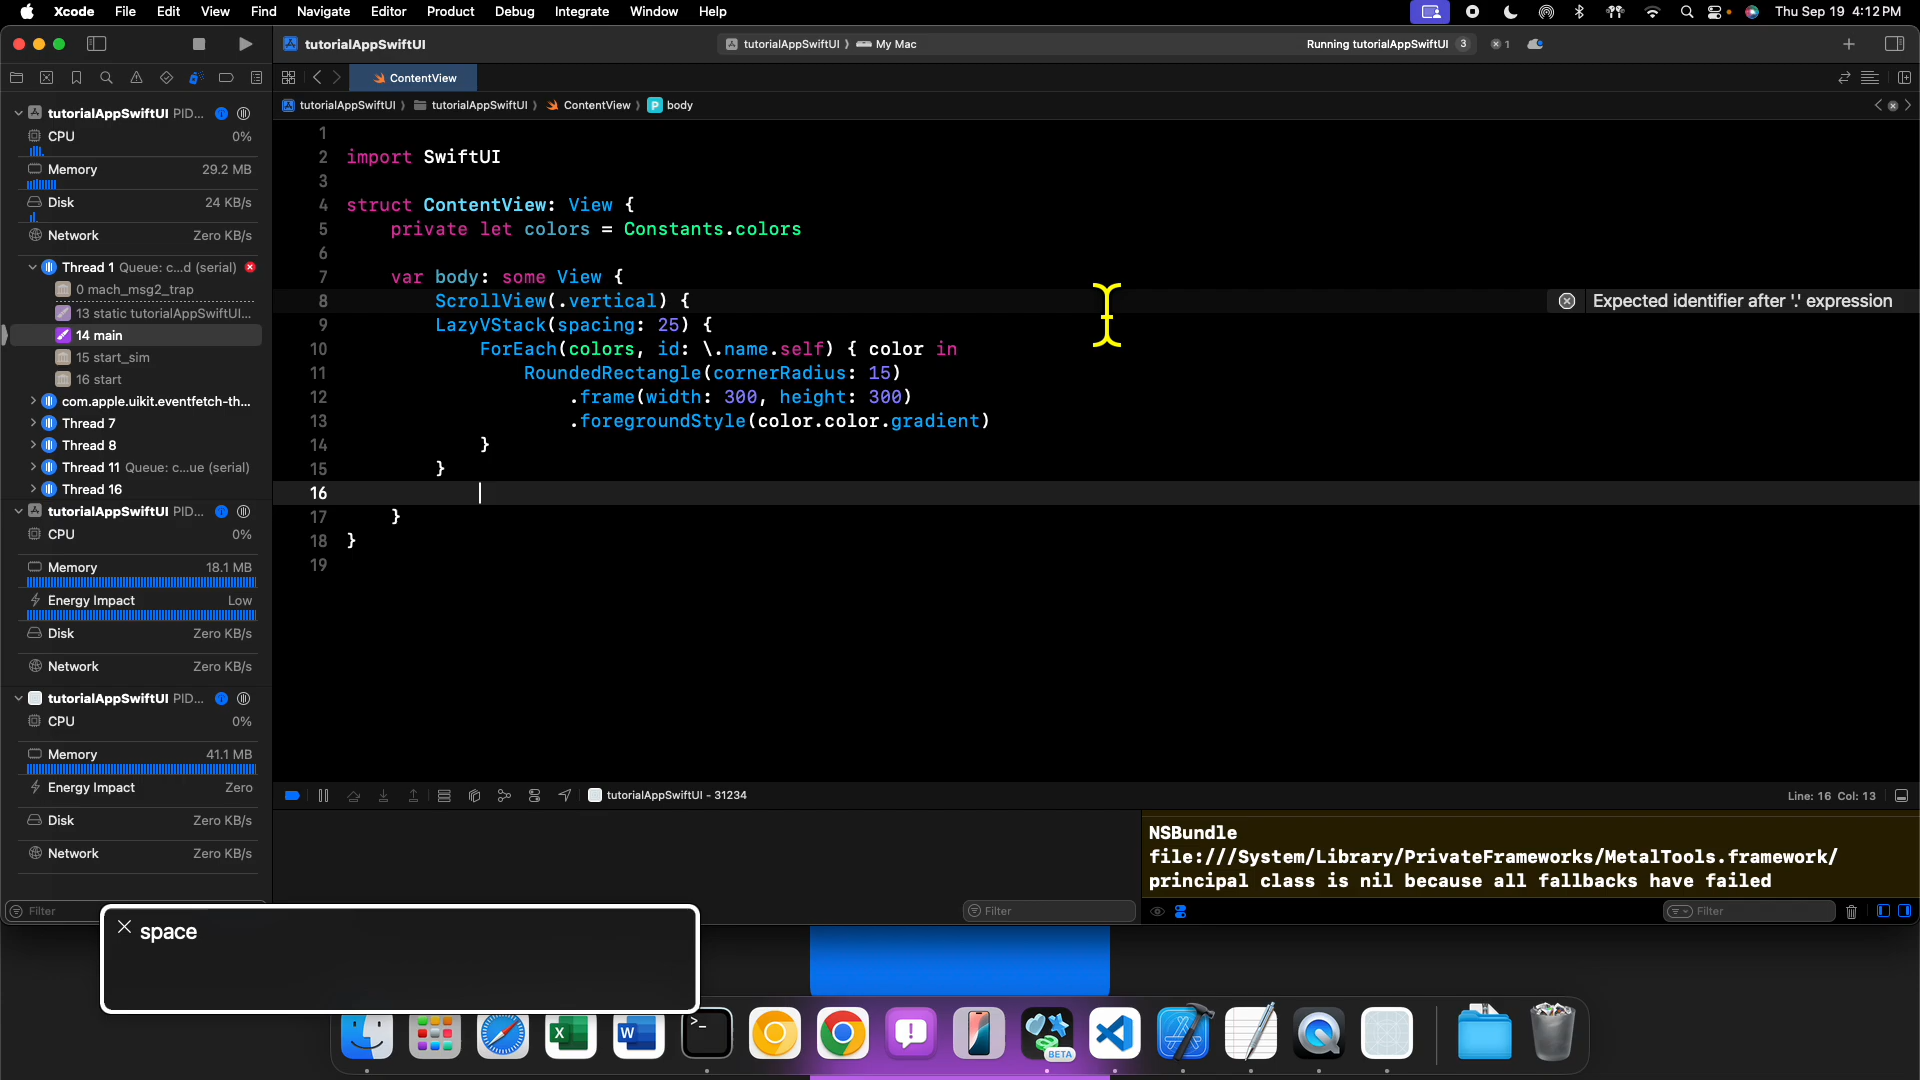 Xcode File Edit View Find Navigate Editor Product Debug Integrate Window Help Thu Sep 19 4:12 PM
tutorialAppSwiftUI tutorialAppSwiftUI ⟩ My Mac Running tutorialAppSwiftUI 3 1
ContentView
tutorialAppSwiftUI ⟩ tutorialAppSwiftUI ⟩ ContentView ⟩ P body
tutorialAppSwiftUI PID...
CPU 0%
Memory 29.2 MB
Disk 24 KB/s
Network Zero KB/s
Thread 1 Queue: c...d (serial)
0 mach_msg2_trap
13 static tutorialAppSwiftUI...
14 main
15 start_sim
16 start
com.apple.uikit.eventfetch-th...
Thread 7
Thread 8
Thread 11 Queue: c...ue (serial)
Thread 16
tutorialAppSwiftUI PID...
CPU 0%
Memory 18.1 MB
Energy Impact Low
Disk Zero KB/s
Network Zero KB/s
tutorialAppSwiftUI PID...
CPU 0%
Memory 41.1 MB
Energy Impact Zero
Disk Zero KB/s
Network Zero KB/s
Filter
1
2 import SwiftUI
3
4 struct ContentView: View {
5 private let colors = Constants.colors
6
7 var body: some View {
8 ScrollView(.vertical) {
Expected identifier after '.' expression
9 LazyVStack(spacing: 25) {
10 ForEach(colors, id: \.name.self) { color in
11 RoundedRectangle(cornerRadius: 15)
12 .frame(width: 300, height: 300)
13 .foregroundStyle(color.color.gradient)
14 }
15 }
16
17 }
18 }
19
tutorialAppSwiftUI - 31234 Line: 16 Col: 13
NSBundle
file:///System/Library/PrivateFrameworks/MetalTools.framework/
principal class is nil because all fallbacks have failed
Filter Filter
space
BETA